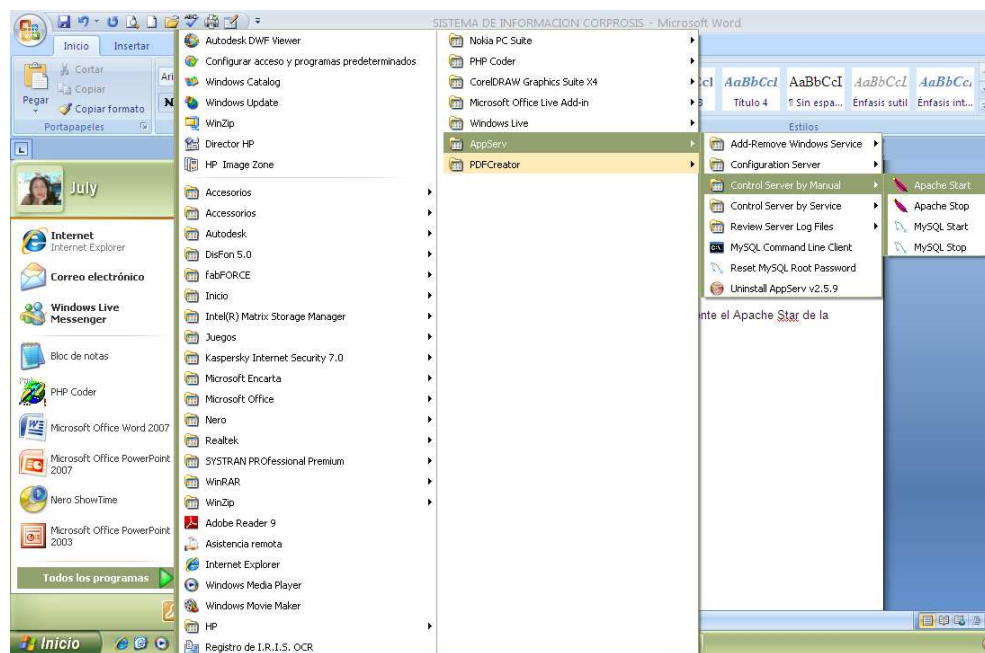 SISTEMA DE INFORMACION CORPROSIS - Microsoft Word
Inicio
Insertar
Cortar
Copiar
Copiar formato
Pegar
Portapapeles
Ari
N
AaBbCcI
AaBbCcI
AaBbCcL
AaBbCc
Título 4
¶ Sin espa...
Énfasis sutil
Énfasis int...
Estilos
L
July
Internet
Internet Explorer
Correo electrónico
Windows Live
Messenger
Bloc de notas
PHP Coder
Microsoft Office Word 2007
Microsoft Office PowerPoint
2007
Nero ShowTime
Microsoft Office PowerPoint
2003
Todos los programas
Inicio
Autodesk DWF Viewer
Configurar acceso y programas predeterminados
Windows Catalog
Windows Update
WinZip
Director HP
HP Image Zone
Accesorios
Accessories
Autodesk
DisFon 5.0
fabFORCE
Inicio
Intel(R) Matrix Storage Manager
Juegos
Kaspersky Internet Security 7.0
Microsoft Encarta
Microsoft Office
Nero
Realtek
SYSTRAN PROfessional Premium
WinRAR
WinZip
Adobe Reader 9
Asistencia remota
Internet Explorer
Windows Media Player
Windows Movie Maker
HP
Registro de I.R.I.S. OCR
Nokia PC Suite
PHP Coder
CorelDRAW Graphics Suite X4
Microsoft Office Live Add-in
Windows Live
AppServ
PDFCreator
Add-Remove Windows Service
Configuration Server
Control Server by Manual
Control Server by Service
Review Server Log Files
MySQL Command Line Client
Reset MySQL Root Password
Uninstall AppServ v2.5.9
Apache Start
Apache Stop
MySQL Start
MySQL Stop
nte el Apache Star de la